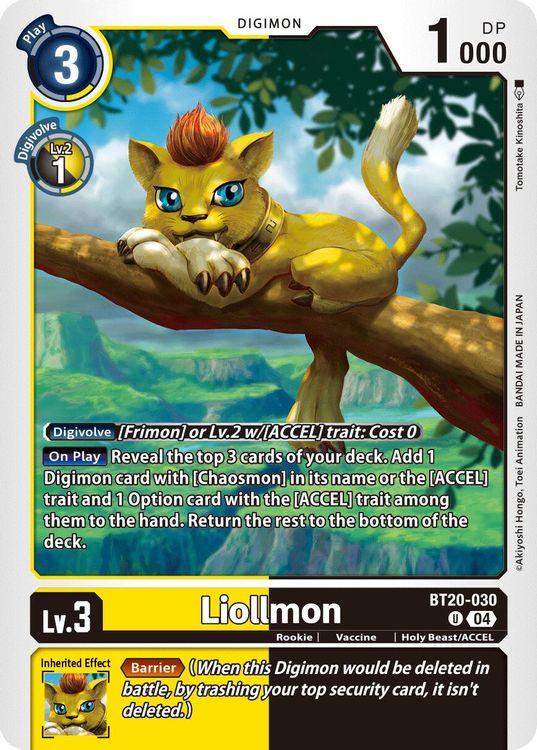 DIGIMON
Play
3
1000
DP
Digivolve
Lv.2
1
Tomotake Kinoshita
©Akiyoshi Hongo, Toei Animation BANDAI MADE IN JAPAN
Digivolve [Frimon] or Lv.2 w/[ACCEL] trait: Cost 0
On Play Reveal the top 3 cards of your deck. Add 1
Digimon card with [Chaosmon] in its name or the [ACCEL]
trait and 1 Option card with the [ACCEL] trait among
them to the hand. Return the rest to the bottom of the
deck.
Lv.3
Liollmon
BT20-030
U 04
Rookie | Vaccine | Holy Beast/ACCEL
Inherited Effect
Barrier (When this Digimon would be deleted in
battle, by trashing your top security card, it isn't
deleted.)